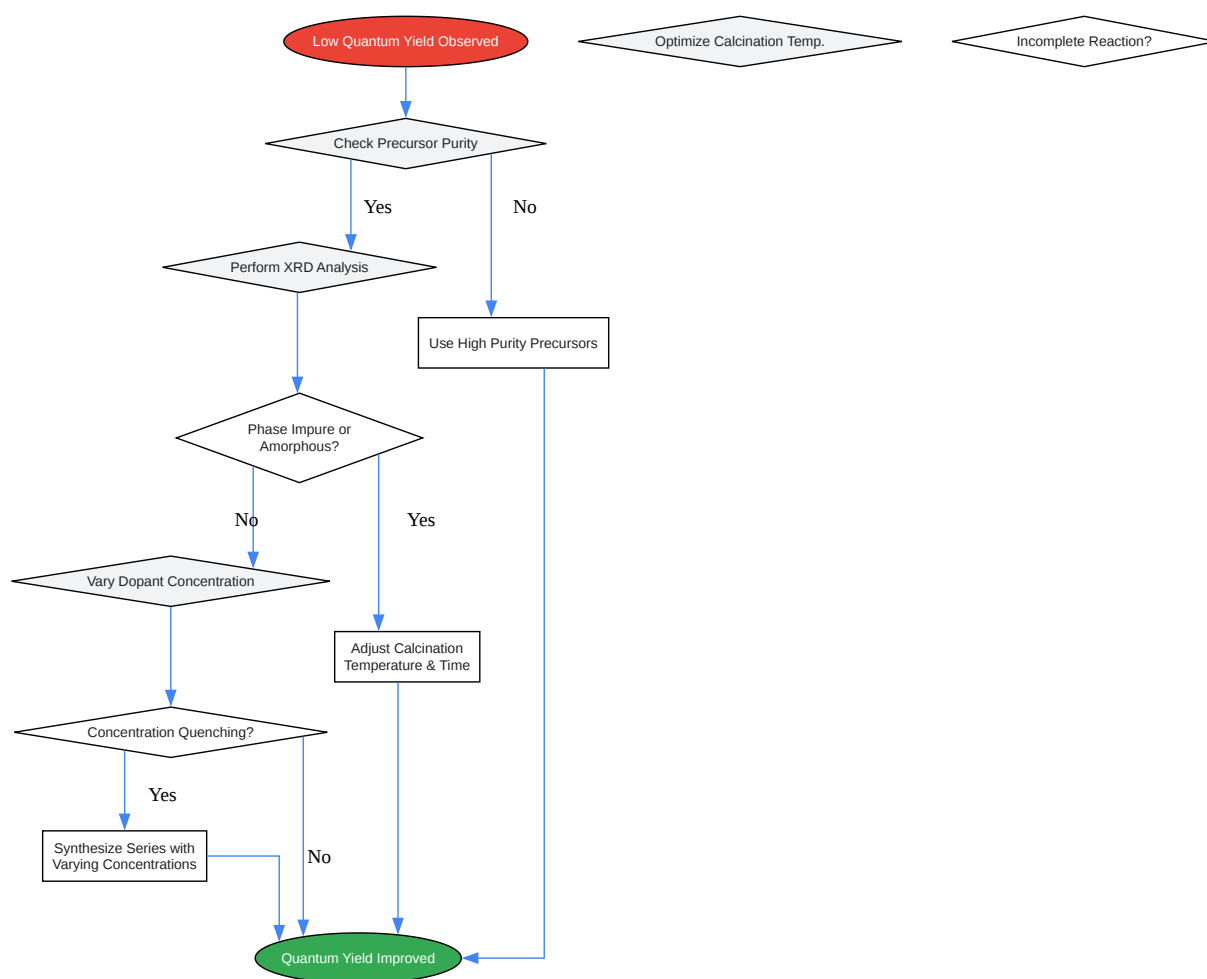 Low Quantum Yield Observed
Optimize Calcination Temp.
Incomplete Reaction?
Check Precursor Purity
Yes
No
Perform XRD Analysis
Use High Purity Precursors
Phase Impure or
Amorphous?
No
Yes
Vary Dopant Concentration
Adjust Calcination
Temperature & Time
Concentration Quenching?
Yes
Synthesize Series with
Varying Concentrations
No
Quantum Yield Improved